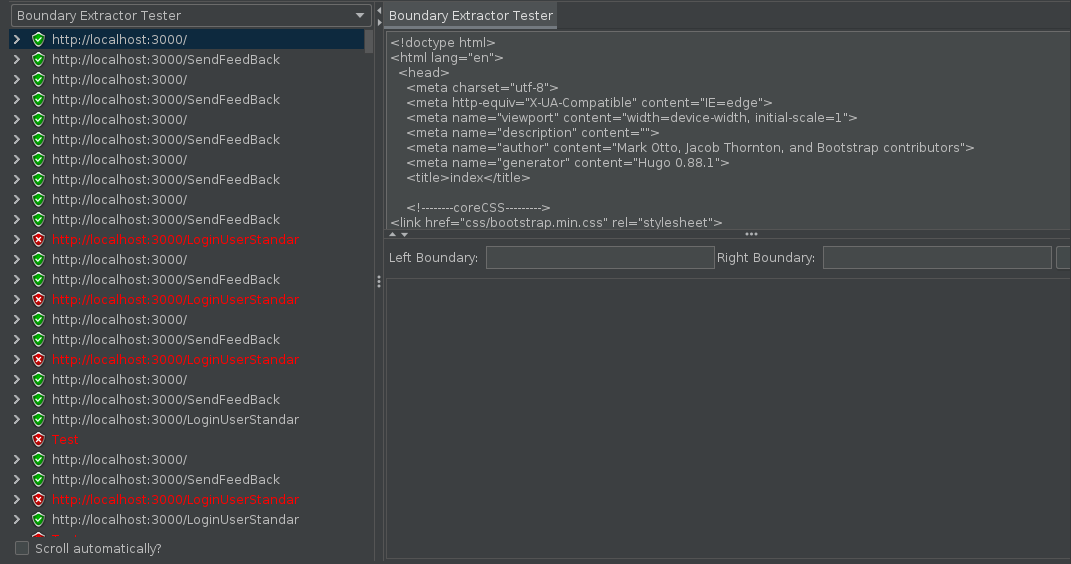 Boundary Extractor Tester
http://localhost:3000/
http://localhost:3000/SendFeedBack
http://localhost:3000/
http://localhost:3000/SendFeedBack
http://localhost:3000/
http://localhost:3000/SendFeedBack
http://localhost:3000/
http://localhost:3000/SendFeedBack
http://localhost:3000/
http://localhost:3000/SendFeedBack
http://localhost:3000/LoginUserStandar
http://localhost:3000/
http://localhost:3000/SendFeedBack
http://localhost:3000/LoginUserStandar
http://localhost:3000/
http://localhost:3000/SendFeedBack
http://localhost:3000/LoginUserStandar
http://localhost:3000/
http://localhost:3000/SendFeedBack
http://localhost:3000/LoginUserStandar
Test
http://localhost:3000/
http://localhost:3000/SendFeedBack
http://localhost:3000/LoginUserStandar
http://localhost:3000/LoginUserStandar
Scroll automatically?
Boundary Extractor Tester
<!doctype html>
<html lang="en">
<head>
<meta charset="utf-8">
<meta http-equiv="X-UA-Compatible" content="IE=edge">
<meta name="viewport" content="width=device-width, initial-scale=1">
<meta name="description" content="">
<meta name="author" content="Mark Otto, Jacob Thornton, and Bootstrap contributors">
<meta name="generator" content="Hugo 0.88.1">
<title>index</title>
<!--------coreCSS--------->
<link href="css/bootstrap.min.css" rel="stylesheet">
Left Boundary:
Right Boundary: